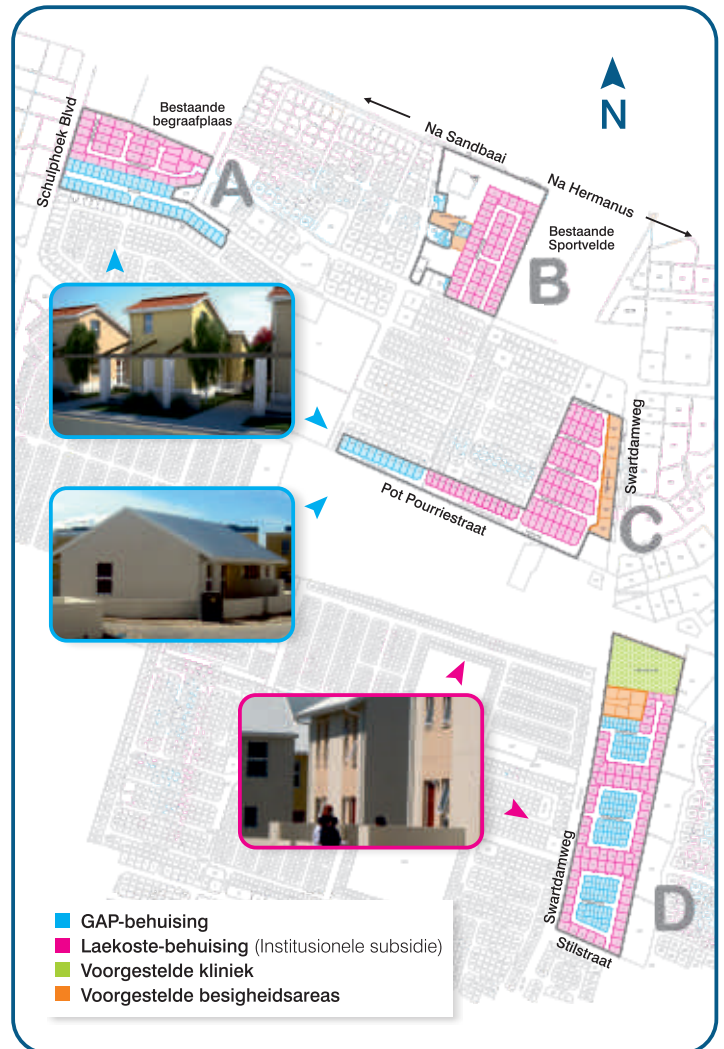 N
Schulphoek Blvd
Bestaande
begraafplaas
A
Na Sandbaai
Na Hermanus
Bestaande
Sportvelde
B
Swartdamweg
Pot Pourriestraat
C
Swartdamweg
D
Stilstraat
GAP-behuising
Laekoste-behuising (Institusionele subsidie)
Voorgestelde kliniek
Voorgestelde besigheidsareas